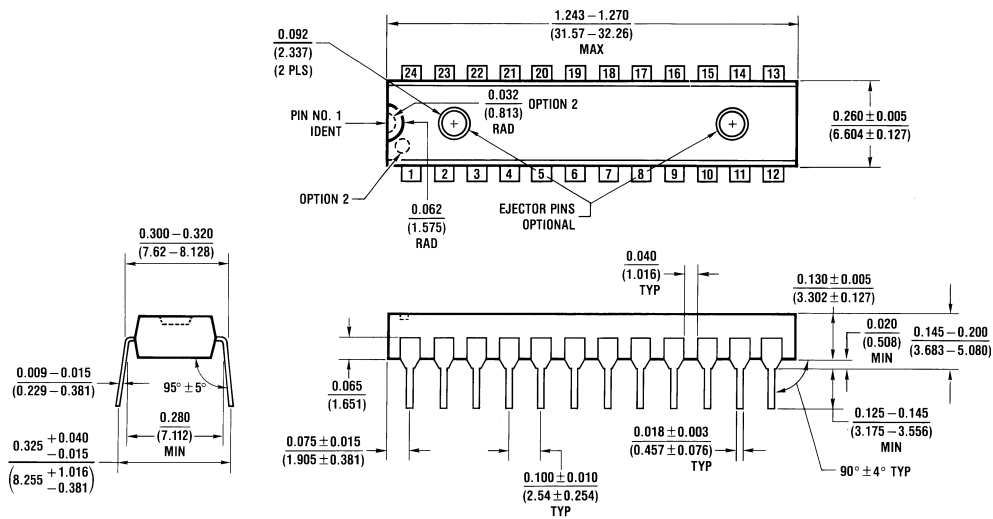 1.243 – 1.270
(31.57 – 32.26)
MAX
0.092
(2.337)
(2 PLS)
24 23 22 21 20 19 18 17 16 15 14 13
0.032
(0.813)
RAD
OPTION 2
PIN NO. 1
IDENT
0.260 ± 0.005
(6.604 ± 0.127)
1 2 3 4 5 6 7 8 9 10 11 12
OPTION 2
0.062
(1.575)
RAD
EJECTOR PINS
OPTIONAL
0.300 – 0.320
(7.62 – 8.128)
0.040
(1.016)
TYP
0.130 ± 0.005
(3.302 ± 0.127)
0.020
(0.508)
MIN
0.145 – 0.200
(3.683 – 5.080)
0.009 – 0.015
(0.229 – 0.381)
95° ± 5°
0.065
(1.651)
0.280
(7.112)
MIN
0.125 – 0.145
(3.175 – 3.556)
MIN
0.325 + 0.040
– 0.015
(8.255 + 1.016
– 0.381)
0.075 ± 0.015
(1.905 ± 0.381)
0.018 ± 0.003
(0.457 ± 0.076)
TYP
90° ± 4° TYP
0.100 ± 0.010
(2.54 ± 0.254)
TYP